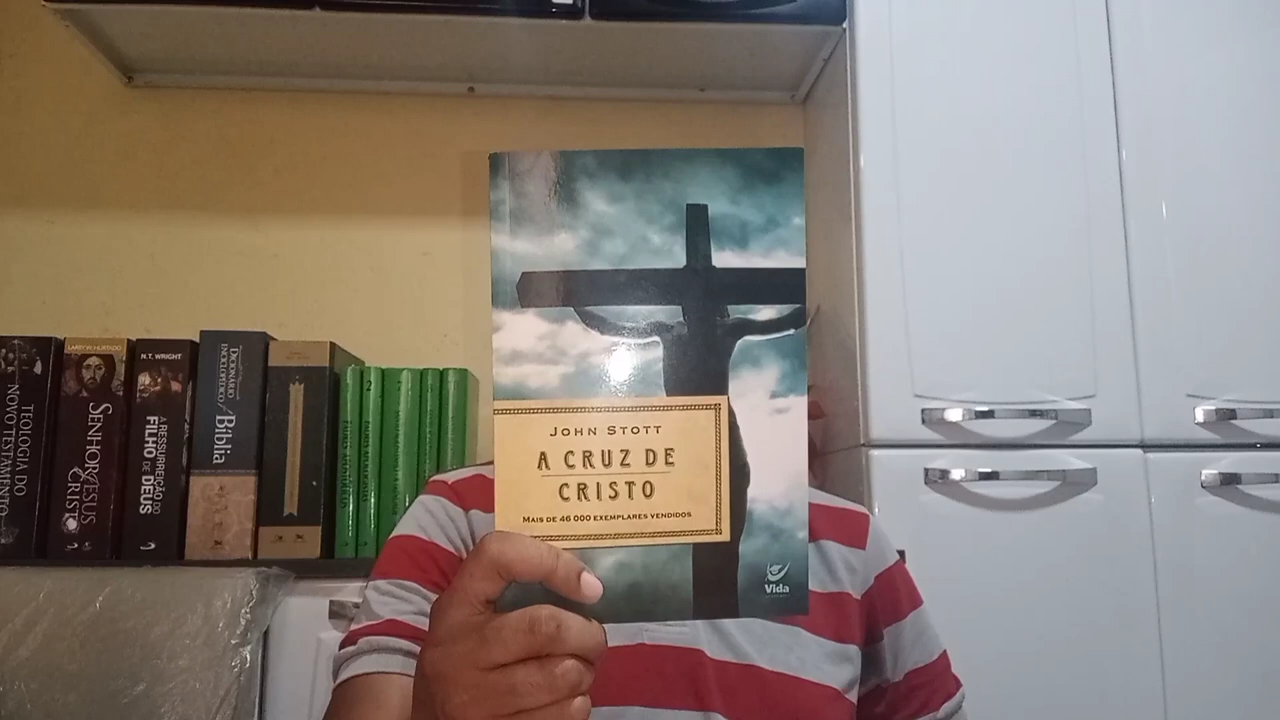 TEOLOGIA DO
NOVO TESTAMENTO
LARRY W. HURTADO
SENHOR JESUS
CRISTO
N.T. WRIGHT
A RESSURREIÇÃO DO
FILHO DE
DEUS
DICIONÁRIO
ENCICLOPÉDICO
Bíblia
2
JOHN STOTT
A CRUZ DE
CRISTO
MAIS DE 46 000 EXEMPLARES VENDIDOS
Vida